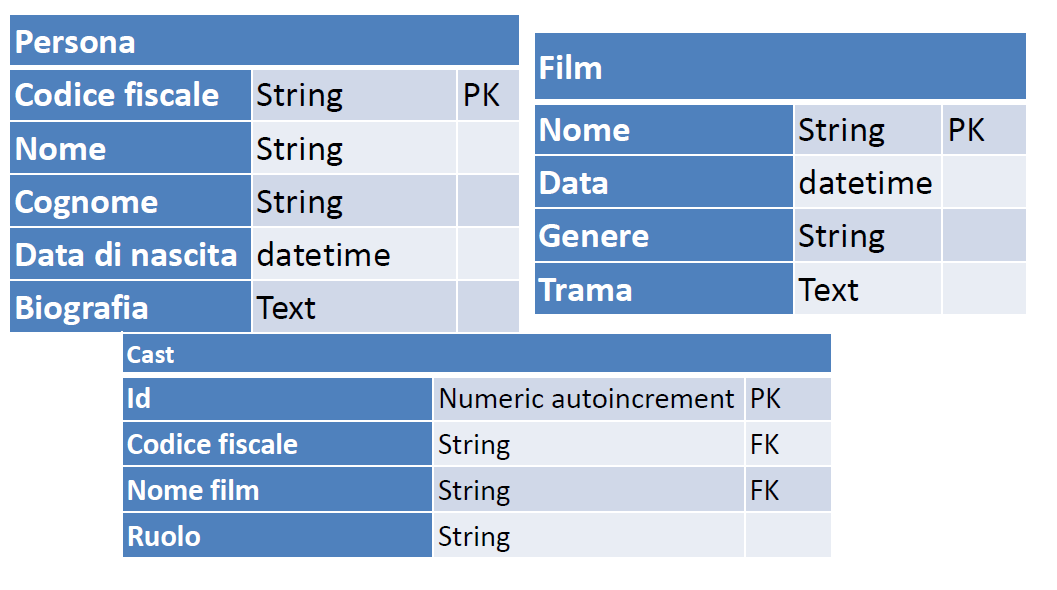 Persona
Codice fiscale String PK
Nome String
Cognome String
Data di nascita datetime
Biografia Text
Film
Nome String PK
Data datetime
Genere String
Trama Text
Cast
Id Numeric autoincrement PK
Codice fiscale String FK
Nome film String FK
Ruolo String